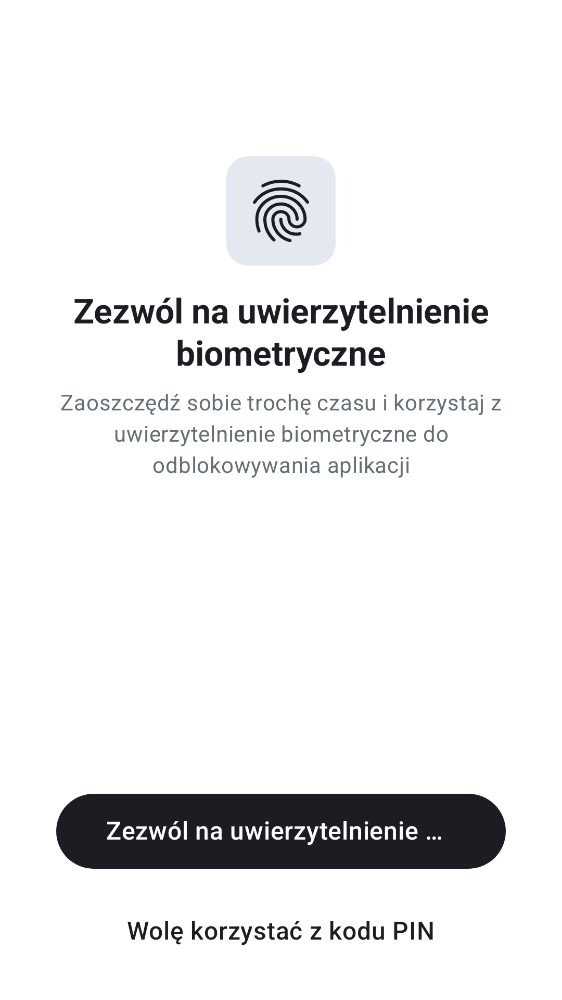 Zezwól na uwierzytelnienie
biometryczne
Zaoszczędź sobie trochę czasu i korzystaj z
uwierzytelnienie biometryczne do
odblokowywania aplikacji
Zezwól na uwierzytelnienie ...
Wolę korzystać z kodu PIN